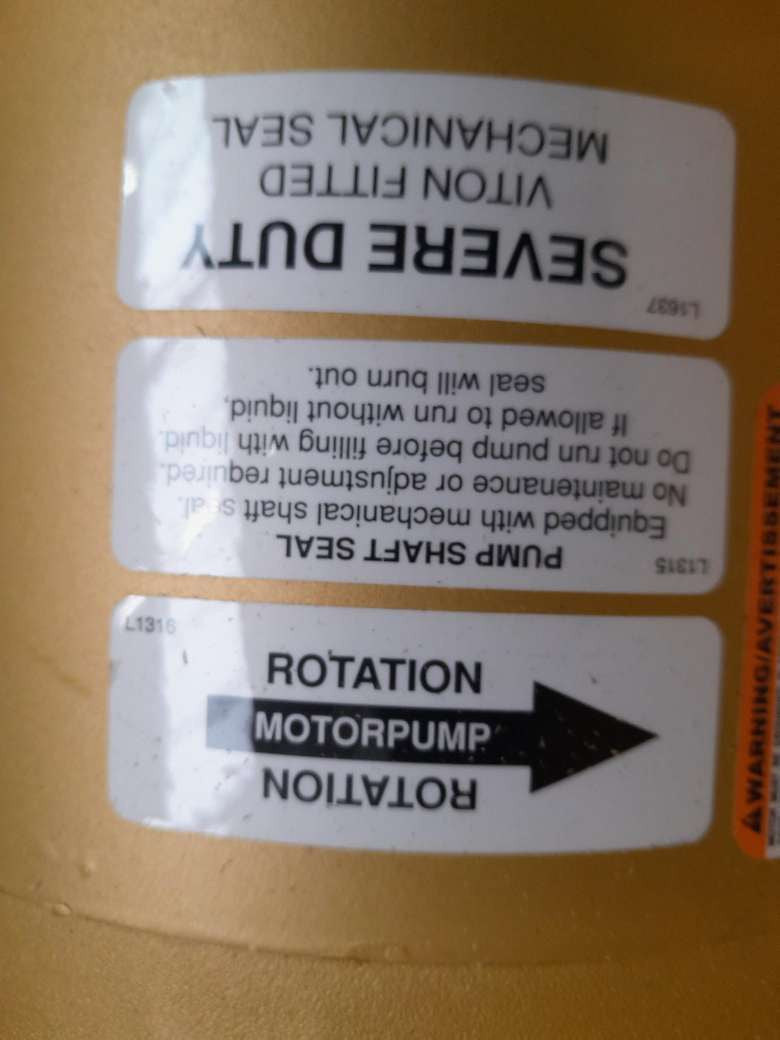 L1637
SEVERE DUTY
VITON FITTED
MECHANICAL SEAL
L1315
PUMP SHAFT SEAL
Equipped with mechanical shaft seal.
No maintenance or adjustment required.
Do not run pump before filling with liquid.
If allowed to run without liquid,
seal will burn out.
L1316
ROTATION
MOTORPUMP
ROTATION
WARNING/AVERTISSEMENT